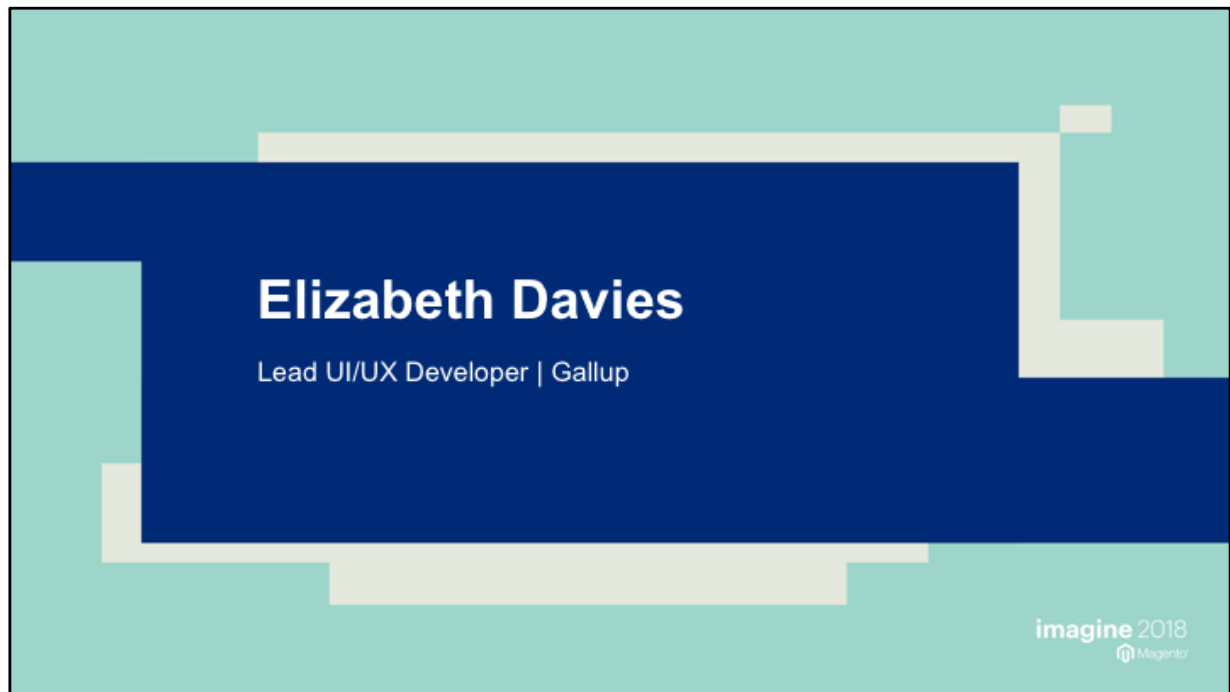 Elizabeth Davies
Lead UI/UX Developer | Gallup
imagine 2018
Magento